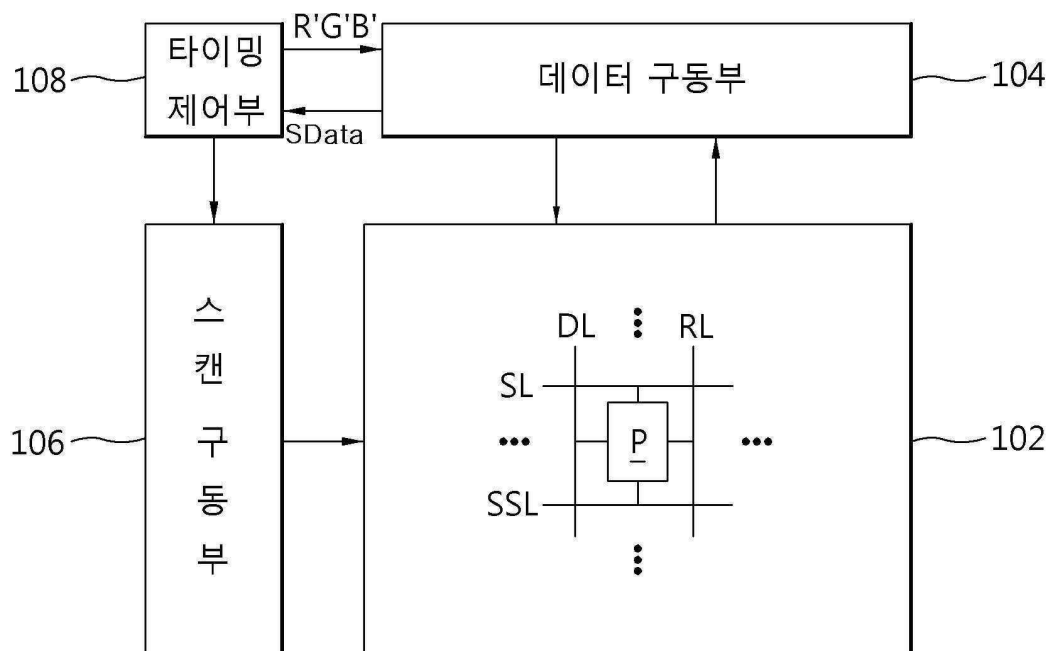 R'G'B'
108
타이밍
제어부
데이터 구동부
104
SData
스
캔
구
동
부
106
DL
RL
SL
P
SSL
102